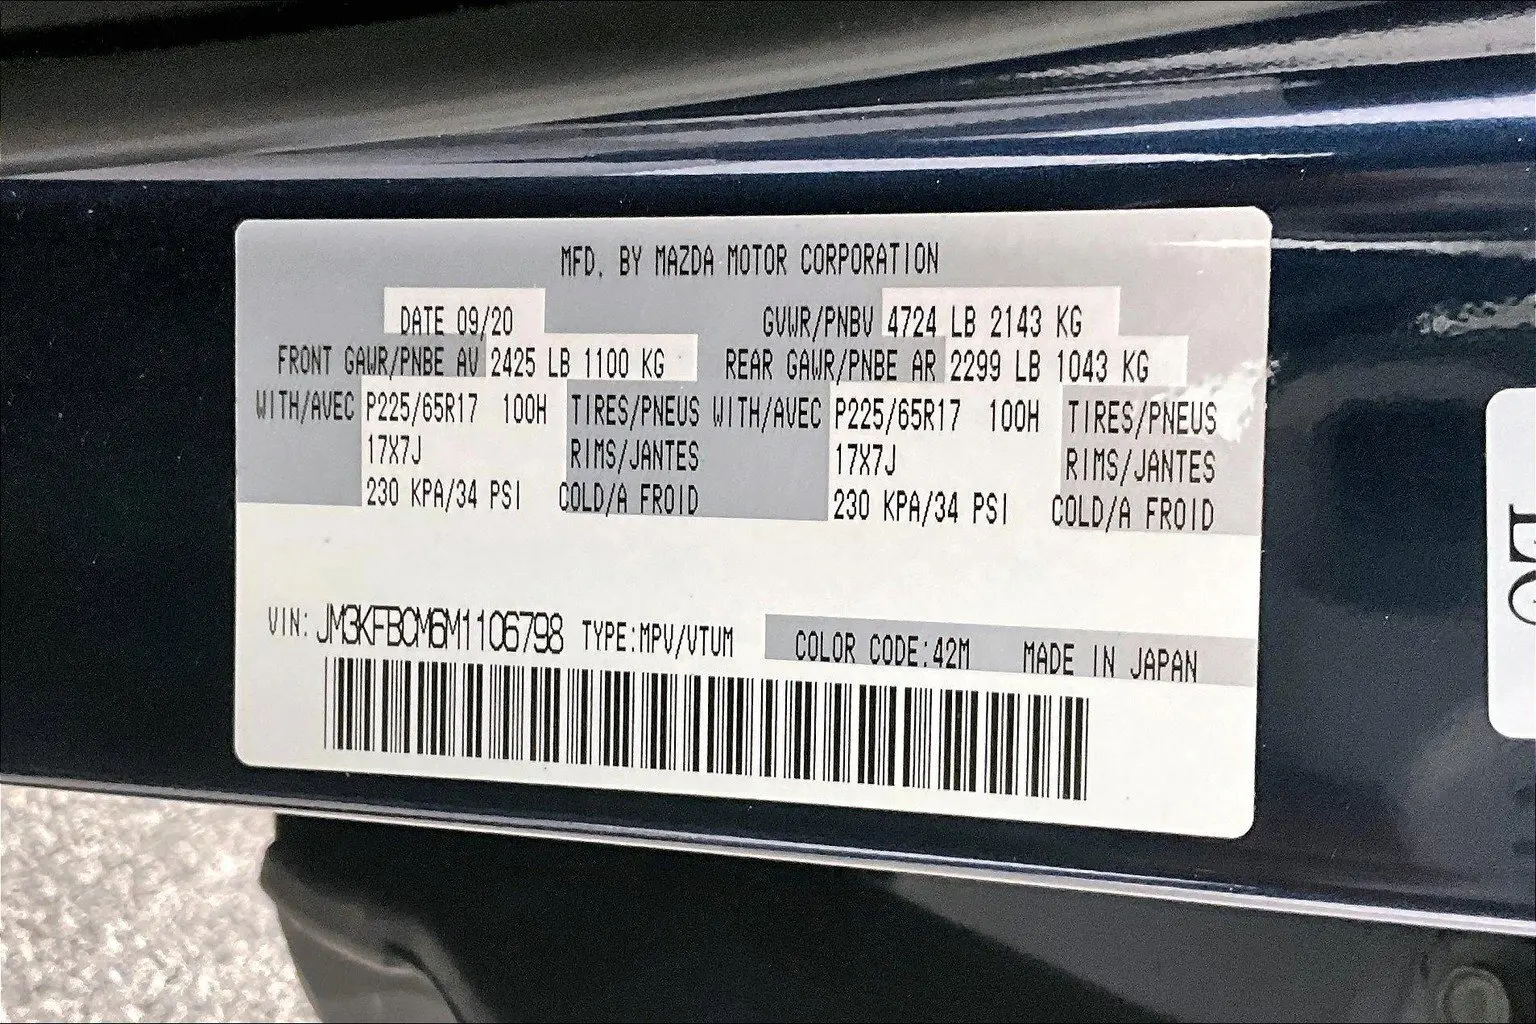 MFD. BY MAZDA MOTOR CORPORATION
DATE 09/20 GVWR/PNBV 4724 LB 2143 KG
FRONT GAWR/PNBE AV 2425 LB 1100 KG REAR GAWR/PNBE AR 2299 LB 1043 KG
WITH/AVEC P225/65R17 100H TIRES/PNEUS WITH/AVEC P225/65R17 100H TIRES/PNEUS
17X7J RIMS/JANTES 17X7J RIMS/JANTES
230 KPA/34 PSI COLD/A FROID 230 KPA/34 PSI COLD/A FROID
VIN: JM3KFBCM6M1106798 TYPE:MPV/VTUM COLOR CODE:42M MADE IN JAPAN